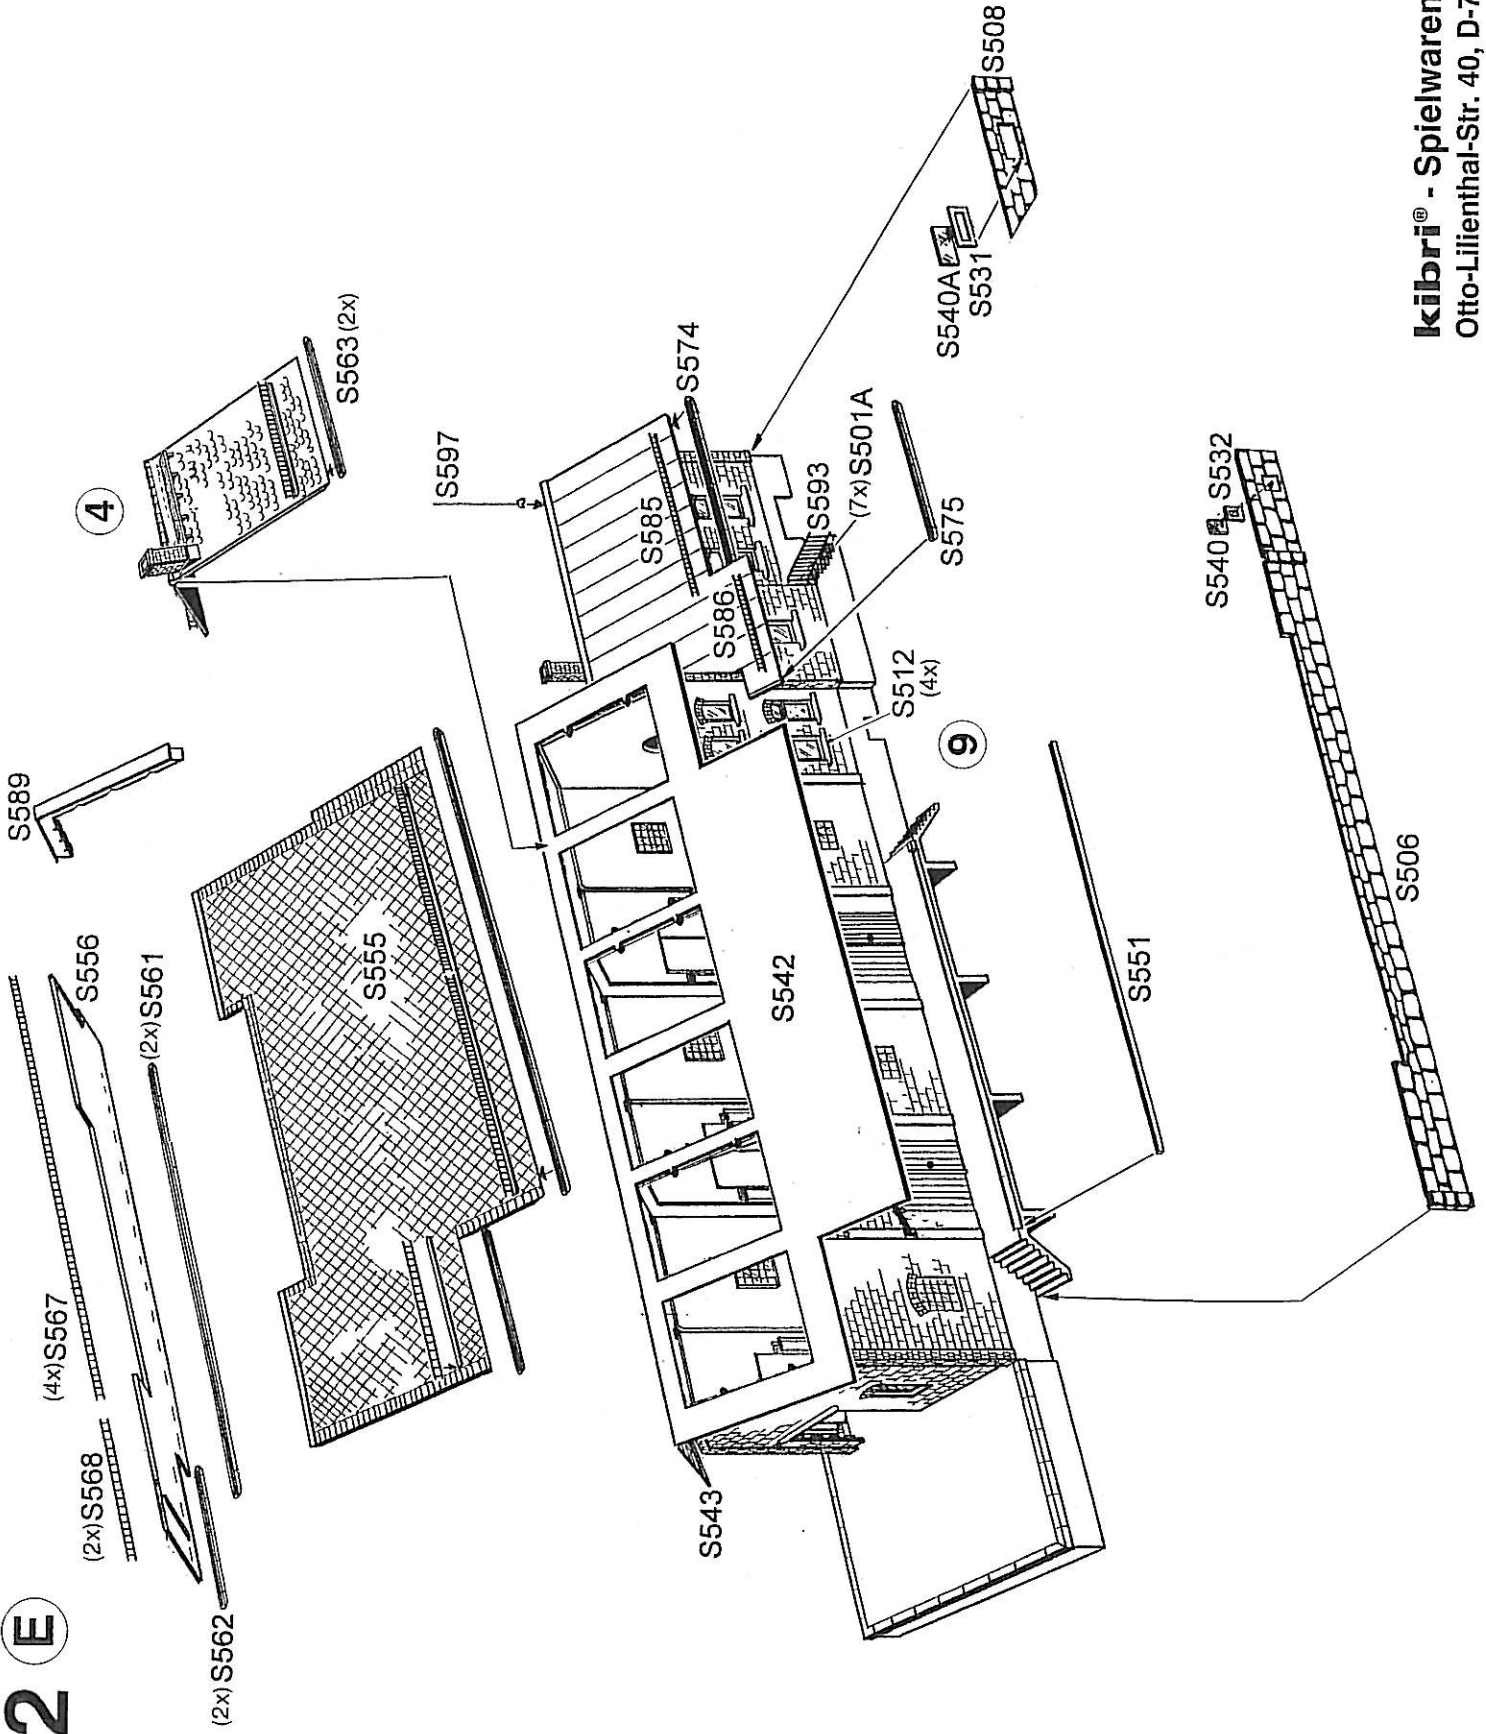 2 E
(2x)S562
(2x)S568
(4x)S567
S556
(2x)S561
S589
S555
4
S563 (2x)
S597
S574
S585
S586
S593
(7x)S501A
S575
S512
(4x)
9
S542
S543
S551
S508
S540A
S531
S540
S532
S506
kibri® - Spielwaren
Otto-Lilienthal-Str. 40, D-7